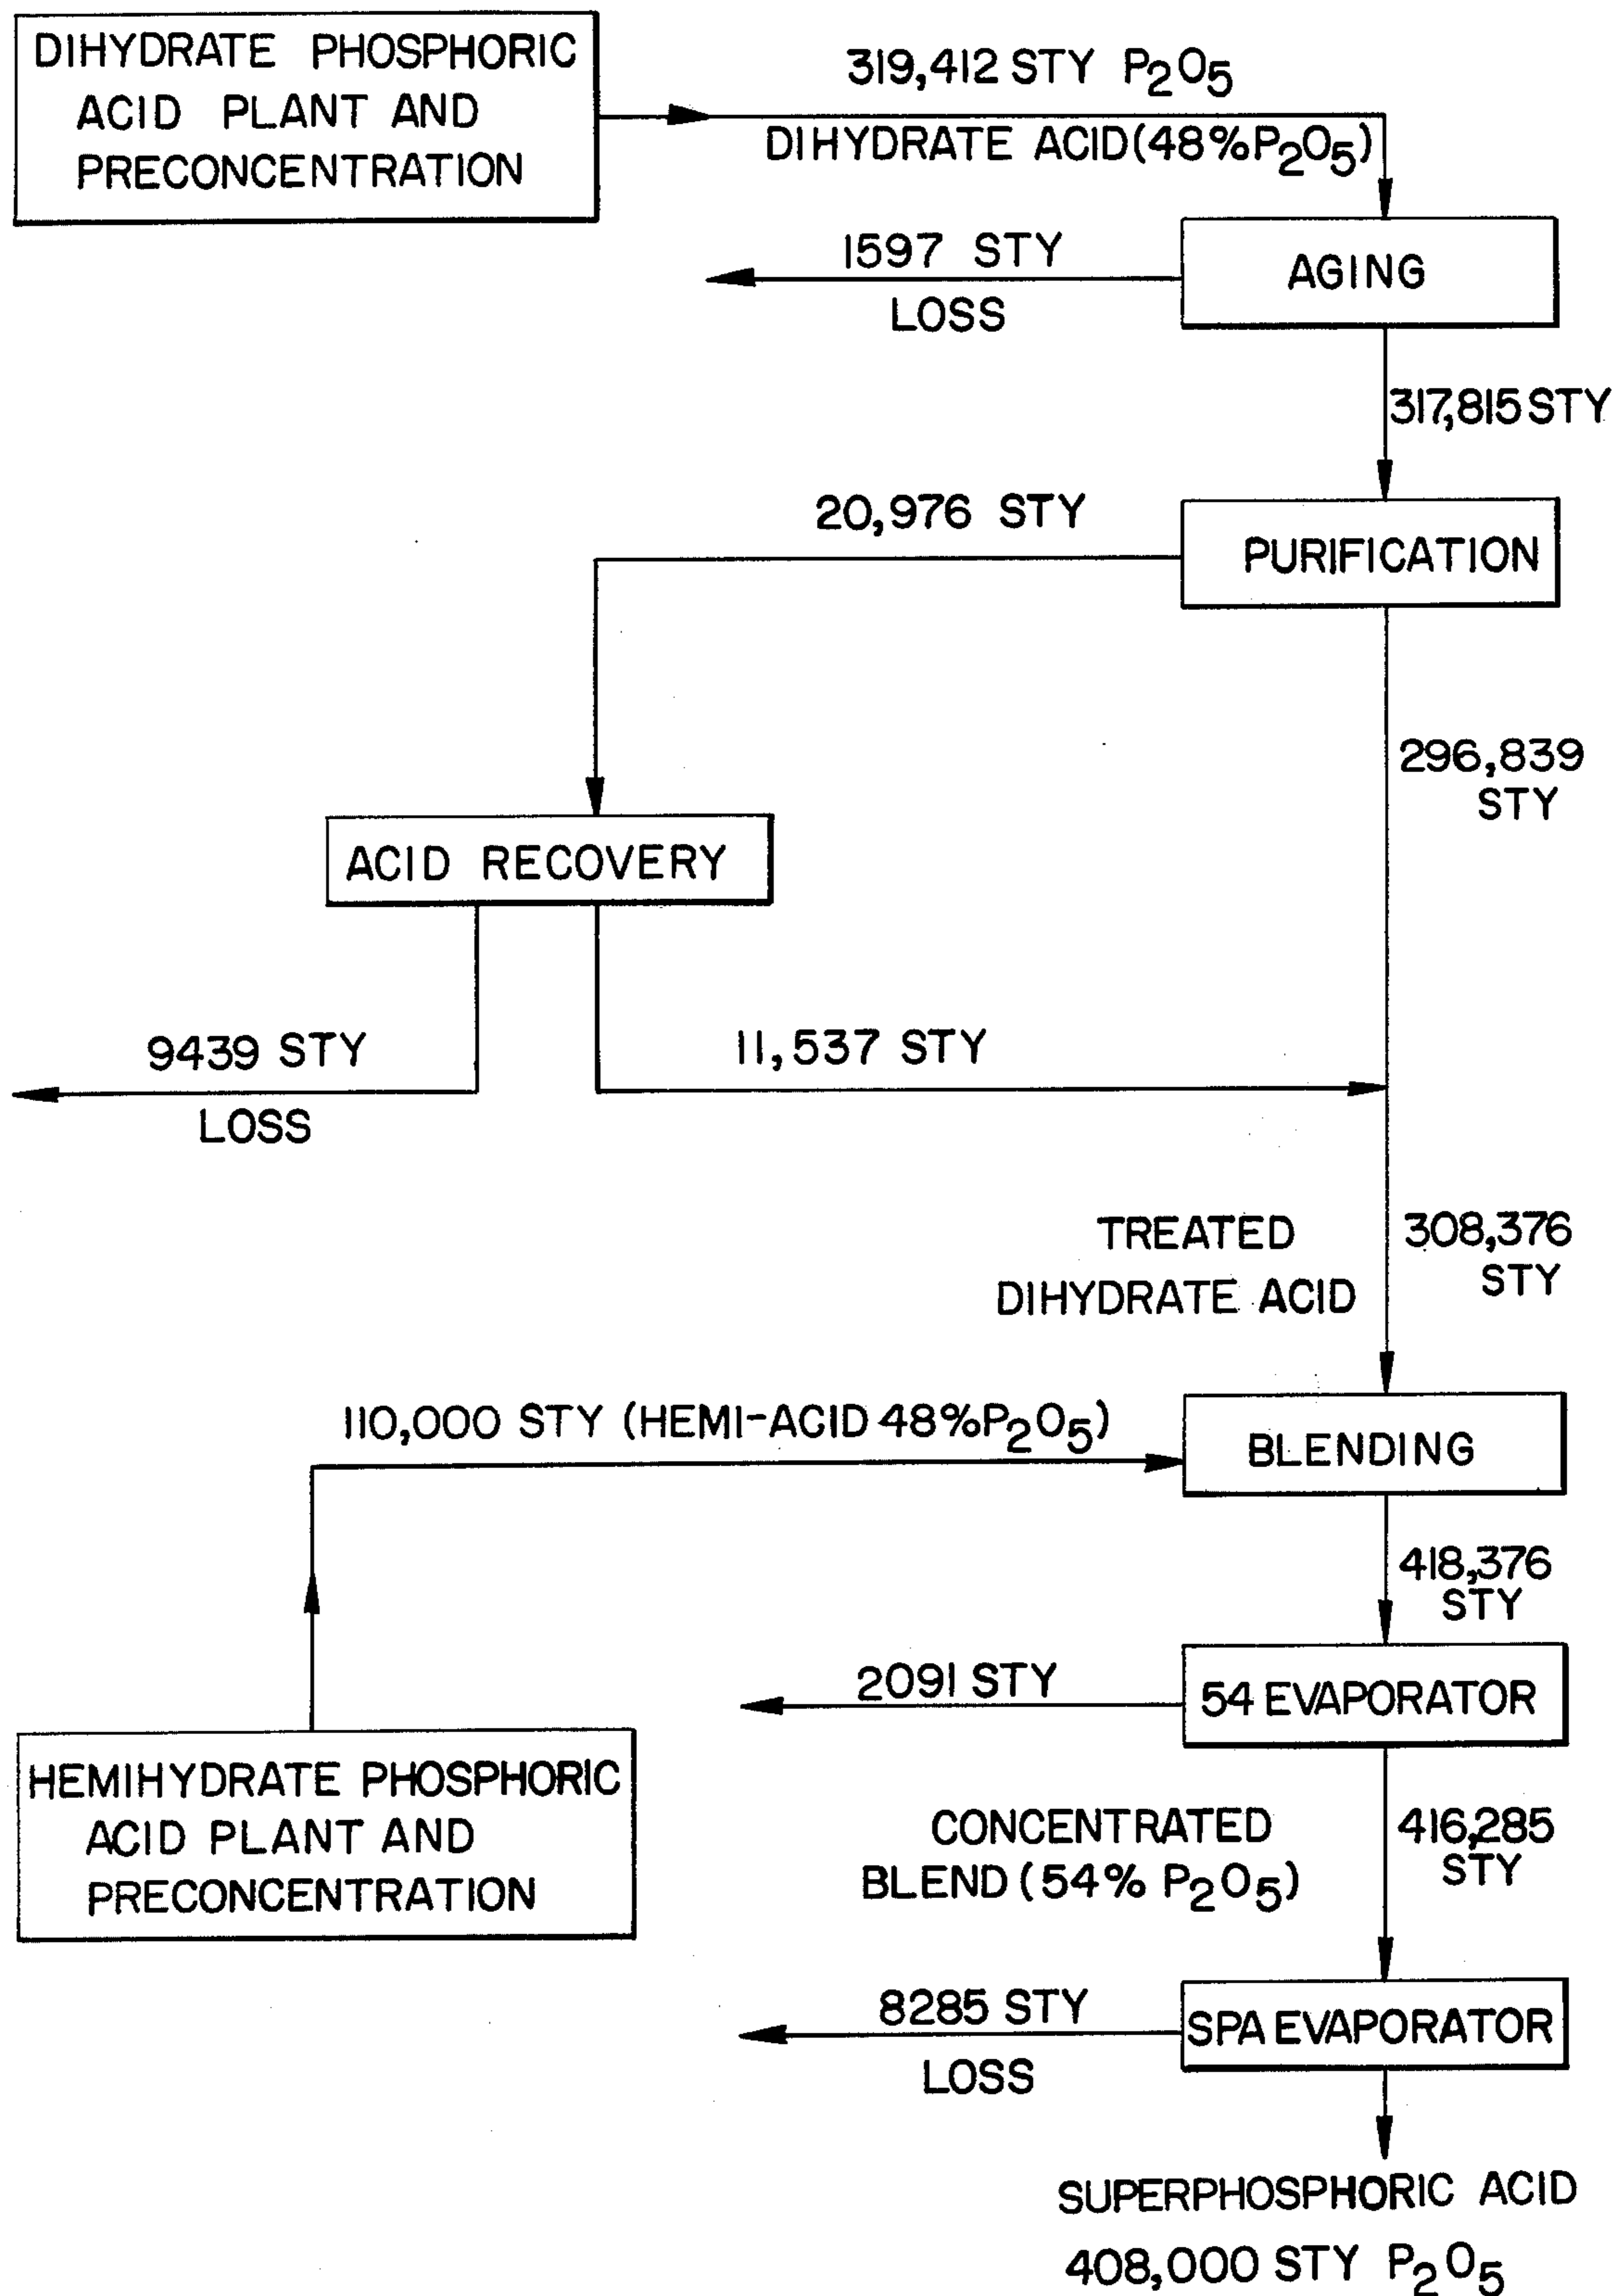 DIHYDRATE PHOSPHORIC
ACID PLANT AND
PRECONCENTRATION
319,412 STY P2O5
DIHYDRATE ACID(48%P2O5)
1597 STY
LOSS
AGING
317,815 STY
20,976 STY
PURIFICATION
296,839
STY
ACID RECOVERY
9439 STY
LOSS
11,537 STY
TREATED
DIHYDRATE ACID
308,376
STY
110,000 STY (HEMI-ACID 48%P2O5)
BLENDING
418,376
STY
2091 STY
54 EVAPORATOR
HEMIHYDRATE PHOSPHORIC
ACID PLANT AND
PRECONCENTRATION
CONCENTRATED
BLEND (54% P2O5)
416,285
STY
8285 STY
LOSS
SPA EVAPORATOR
SUPERPHOSPHORIC ACID
408,000 STY P2O5